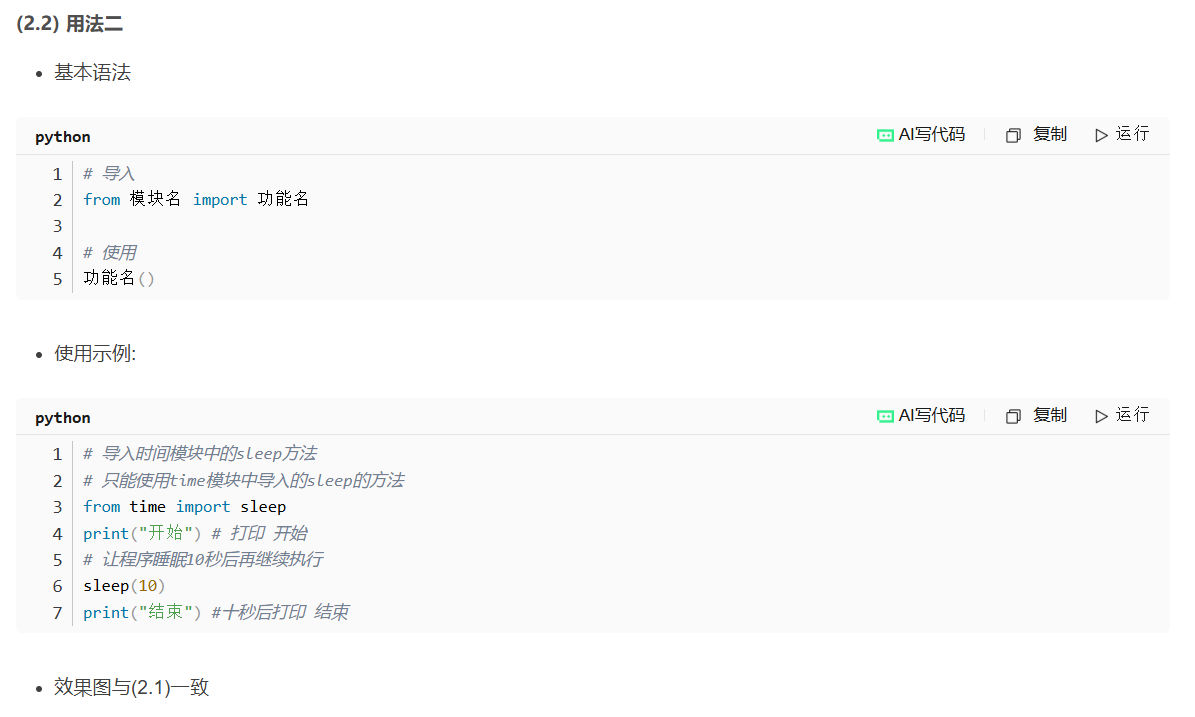 (2.2) 用法二
• 基本语法
python AI写代码 复制 运行
1 # 导入
2 from 模块名 import 功能名
3
4 # 使用
5 功能名()
• 使用示例:
python AI写代码 复制 运行
1 # 导入时间模块中的sleep方法
2 # 只能使用time模块中导入的sleep的方法
3 from time import sleep
4 print("开始") # 打印 开始
5 # 让程序睡眠10秒后再继续执行
6 sleep(10)
7 print("结束") #十秒后打印 结束
• 效果图与(2.1)一致